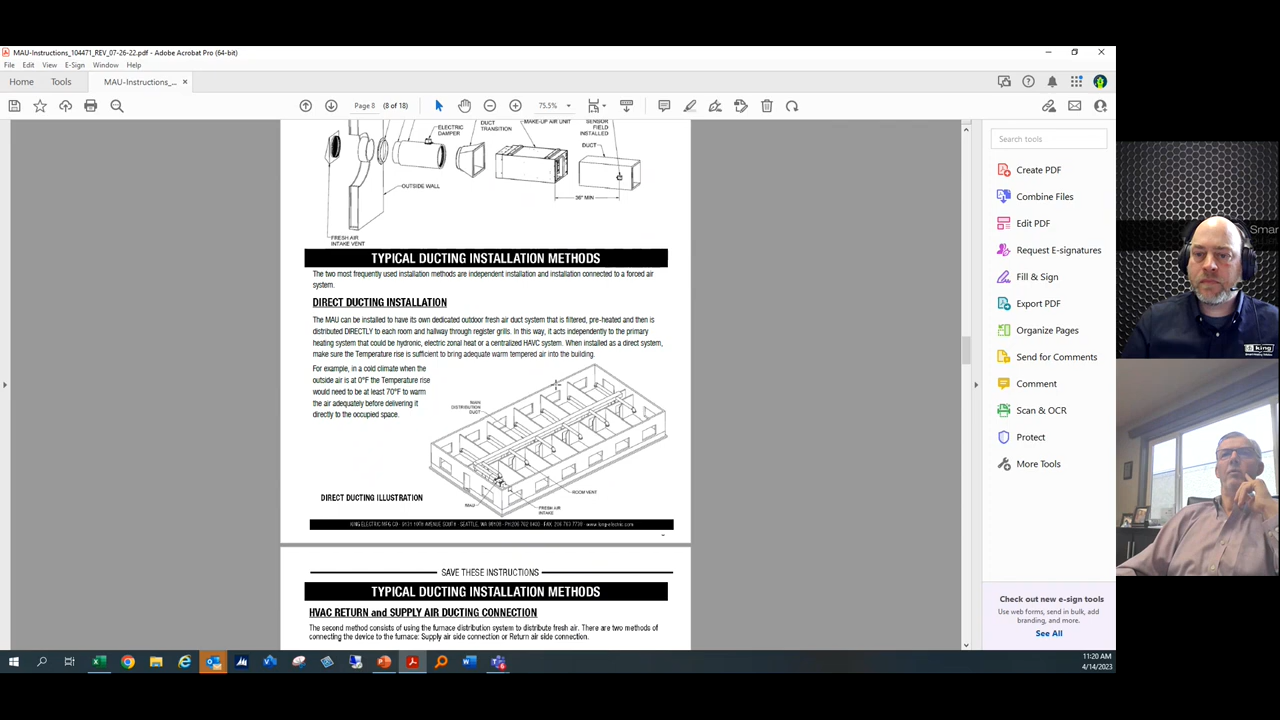 MAU-Instructions_104471_REV_07-26-22.pdf - Adobe Acrobat Pro (64-bit)
File Edit View E-Sign Window Help
Home Tools MAU-Instructions_...
Page 8 (8 of 18) 75.5%
ELECTRIC
DAMPER
DUCT
TRANSITION
MAKE-UP AIR UNIT
SENSOR
FIELD
INSTALLED
DUCT
OUTSIDE WALL
36" MIN
FRESH AIR
INTAKE VENT
TYPICAL DUCTING INSTALLATION METHODS
The two most frequently used installation methods are independent installation and installation connected to a forced air
system.
DIRECT DUCTING INSTALLATION
The MAU can be installed to have its own dedicated outdoor fresh air duct system that is filtered, pre-heated and then is
distributed DIRECTLY to each room and hallway through register grills. In this way, it acts independently to the primary
heating system that could be hydronic, electric zonal heat or a centralized HAVC system. When installed as a direct system,
make sure the Temperature rise is sufficient to bring adequate warm tempered air into the building.
For example, in a cold climate when the
outside air is at 0°F the Temperature rise
would need to be at least 70°F to warm
the air adequately before delivering it
directly to the occupied space.
MAIN
DISTRIBUTION
DUCT
ROOM VENT
MAU
FRESH AIR
INTAKE
DIRECT DUCTING ILLUSTRATION
KING ELECTRIC MFG CO
SEATTLE, WA
www.king-electric.com
SAVE THESE INSTRUCTIONS
TYPICAL DUCTING INSTALLATION METHODS
HVAC RETURN and SUPPLY AIR DUCTING CONNECTION
The second method consists of using the furnace distribution system to distribute fresh air. There are two methods of
connecting the device to the furnace: Supply air side connection or Return air side connection.
Search tools
Create PDF
Combine Files
Edit PDF
Request E-signatures
Fill & Sign
Export PDF
Organize Pages
Send for Comments
Comment
Scan & OCR
Protect
More Tools
Check out new e-sign tools
Use web forms, send in bulk, add
branding, and more.
See All
Smar
king
11:20 AM
4/14/2023